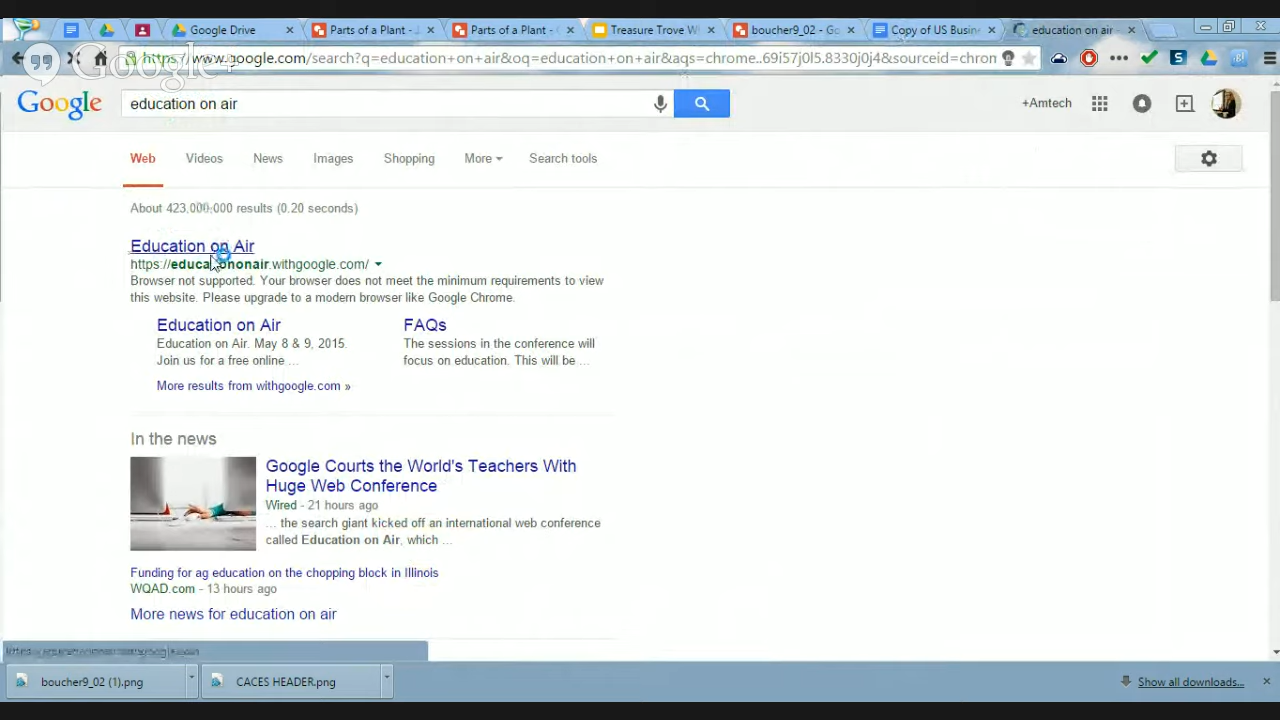 Google Drive
Parts of a Plant -
Parts of a Plant -
Treasure Trove W
boucher9_02 - Go
Copy of US Busin
education on air -
https://www.google.com/search?q=education+on+air&oq=education+on+air&aqs=chrome..69i57j0l5.8330j0j4&sourceid=chron
Google+
Google
education on air
+Amtech
Web
Videos
News
Images
Shopping
More
Search tools
About 423,000,000 results (0.20 seconds)
Education on Air
https://educationonair.withgoogle.com/
Browser not supported. Your browser does not meet the minimum requirements to view
this website. Please upgrade to a modern browser like Google Chrome.
Education on Air
Education on Air. May 8 & 9, 2015.
Join us for a free online ...
FAQs
The sessions in the conference will
focus on education. This will be ...
More results from withgoogle.com »
In the news
Google Courts the World's Teachers With
Huge Web Conference
Wired - 21 hours ago
... the search giant kicked off an international web conference
called Education on Air, which ...
Funding for ag education on the chopping block in Illinois
WQAD.com - 13 hours ago
More news for education on air
boucher9_02 (1).png
CACES HEADER.png
Show all downloads...